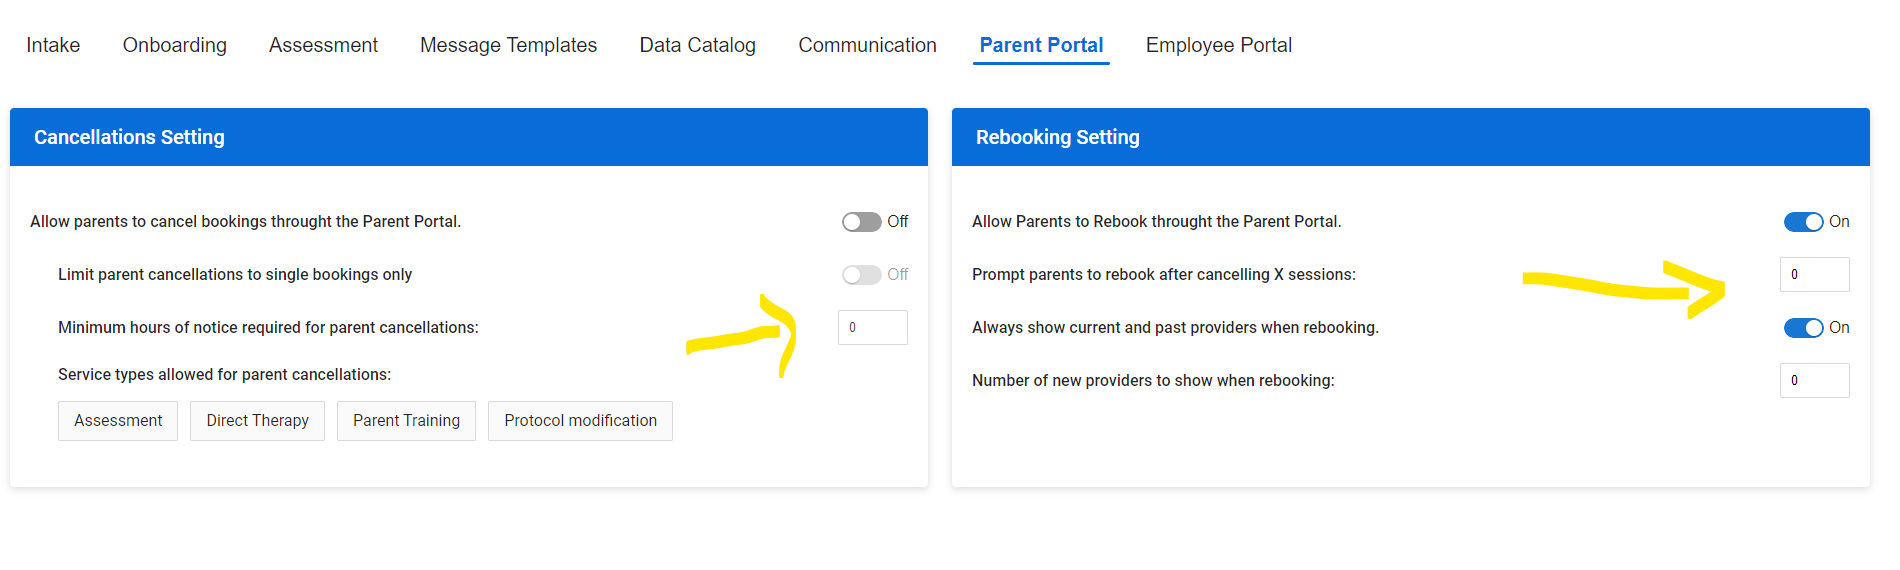 Intake Onboarding Assessment Message Templates Data Catalog Communication Parent Portal Employee Portal
Cancellations Setting
Allow parents to cancel bookings throught the Parent Portal. Off
Limit parent cancellations to single bookings only Off
Minimum hours of notice required for parent cancellations: 0
Service types allowed for parent cancellations:
Assessment Direct Therapy Parent Training Protocol modification
Rebooking Setting
Allow Parents to Rebook throught the Parent Portal. On
Prompt parents to rebook after cancelling X sessions: 0
Always show current and past providers when rebooking. On
Number of new providers to show when rebooking: 0